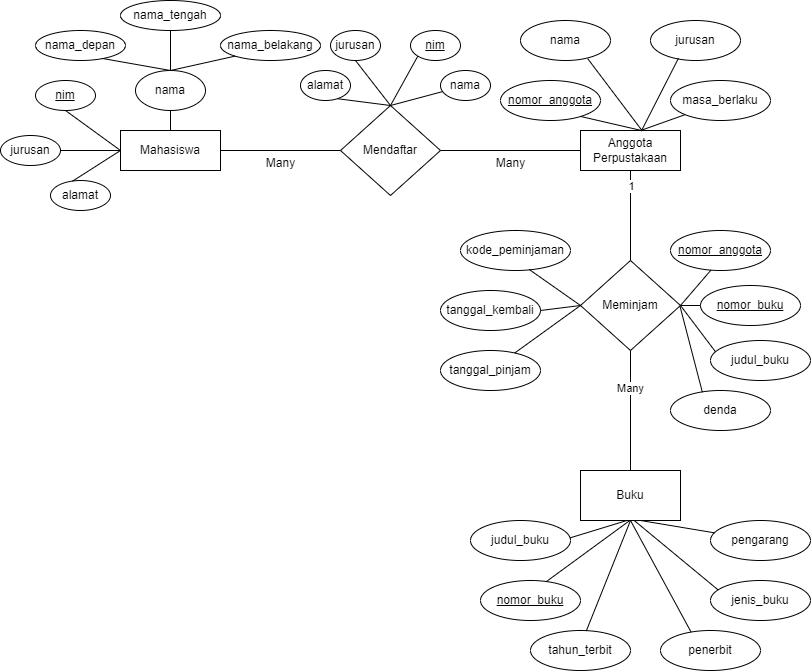 nama_tengah
nama_depan
nama_belakang
nama
nim
jurusan
alamat
Mahasiswa
Many
jurusan
nim
alamat
nama
Mendaftar
Many
nama
jurusan
nomor_anggota
masa_berlaku
Anggota
Perpustakaan
1
kode_peminjaman
nomor_anggota
tanggal_kembali
Meminjam
nomor_buku
tanggal_pinjam
judul_buku
denda
Many
Buku
judul_buku
pengarang
nomor_buku
jenis_buku
tahun_terbit
penerbit